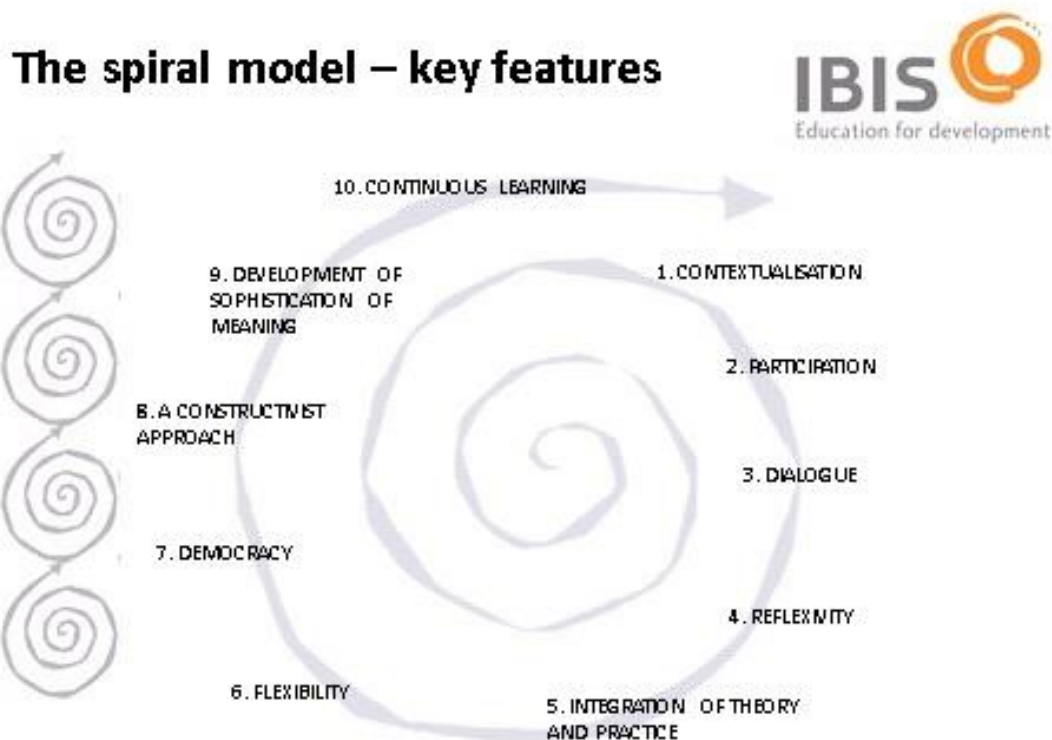 The spiral model – key features
IBIS
Education for development
10. CONTINUOUS LEARNING
1. CONTEXTUALISATION
9. DEVELOPMENT OF
SOPHISTICATION OF
MEANING
2. PARTICIPATION
8. A CONSTRUCTIVIST
APPROACH
3. DIALOGUE
7. DEMOCRACY
4. REFLEXIVITY
6. FLEXIBILITY
5. INTEGRATION OF THEORY
AND PRACTICE